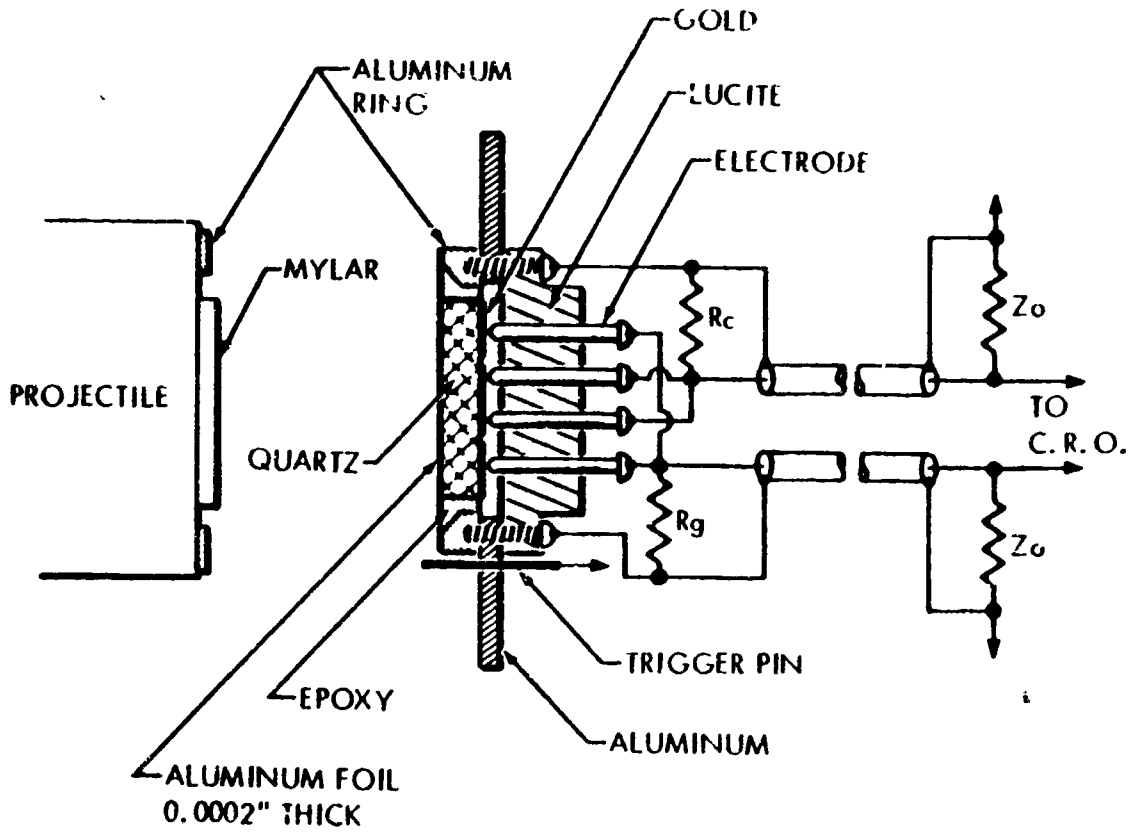 GOLD
ALUMINUM
RING
LUCITE
ELECTRODE
MYLAR
Rc
Zo
PROJECTILE
TO
C. R. O.
QUARTZ
Rg
Zo
TRIGGER PIN
EPOXY
ALUMINUM
ALUMINUM FOIL
0.0002" THICK